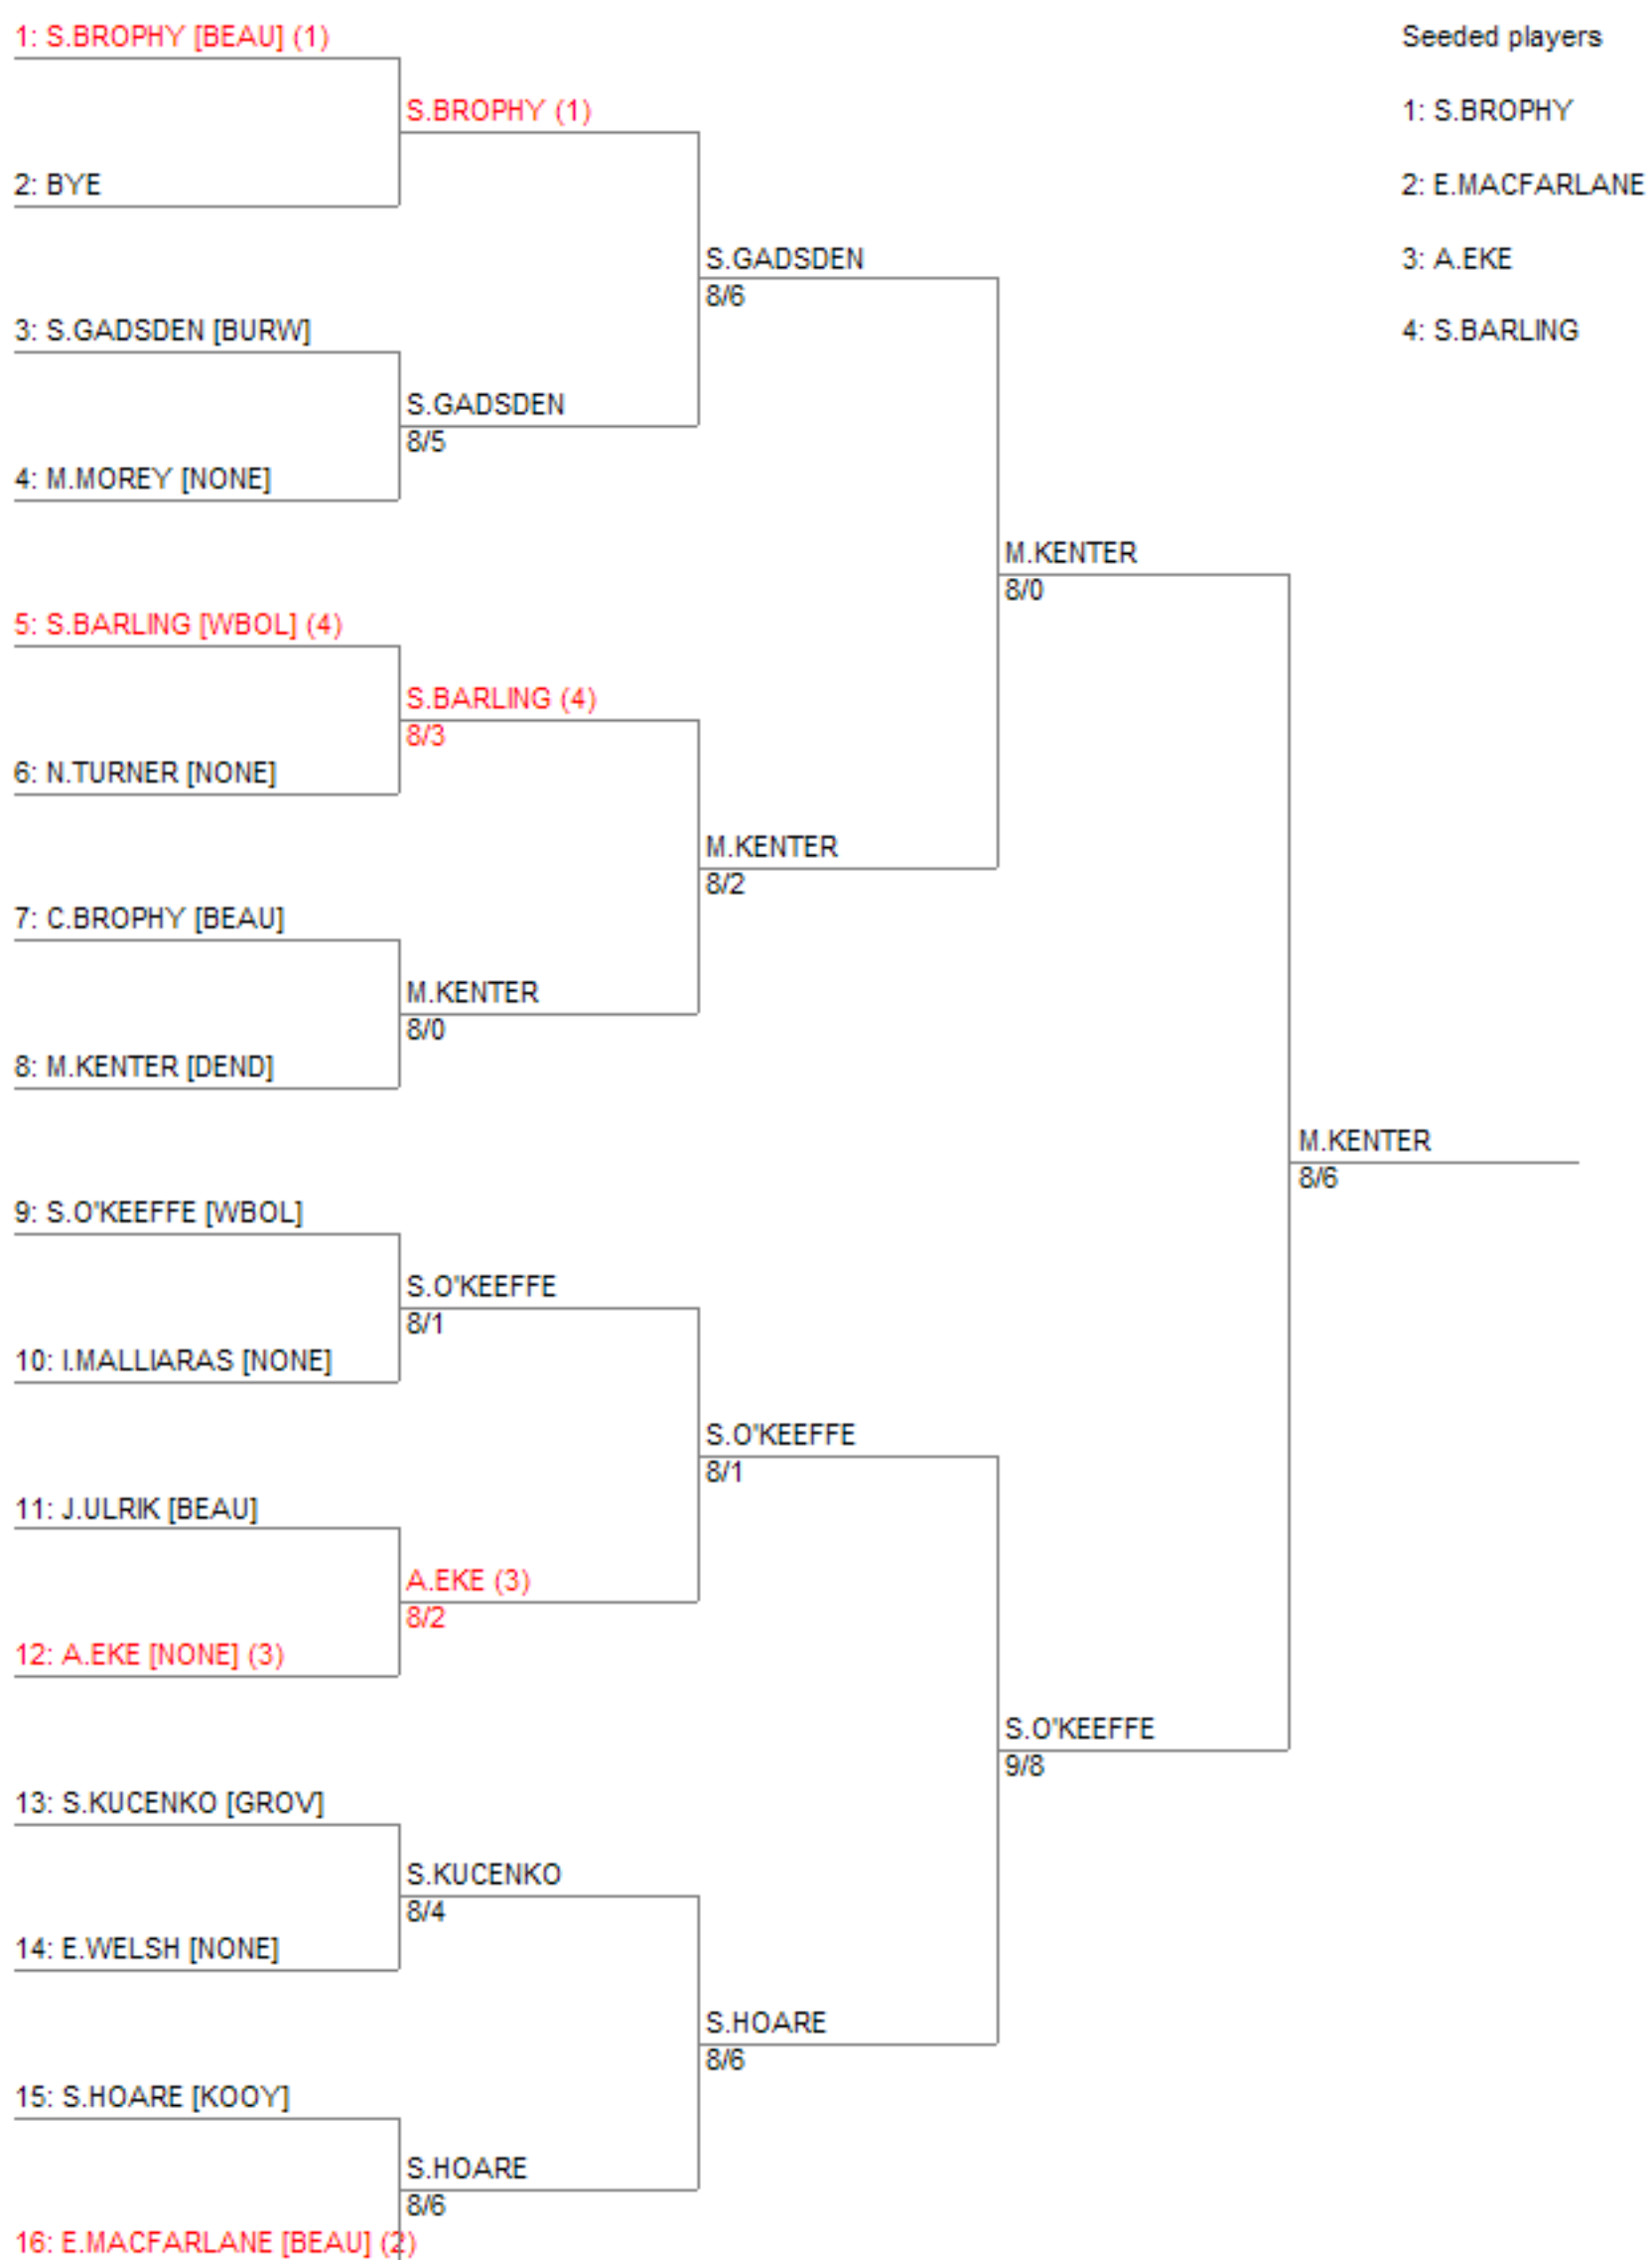 1: S.BROPHY [BEAU] (1)
Seeded players
S.BROPHY (1)
1: S.BROPHY
2: BYE
2: E.MACFARLANE
S.GADSDEN
8/6
3: A.EKE
3: S.GADSDEN [BURW]
4: S.BARLING
S.GADSDEN
8/5
4: M.MOREY [NONE]
M.KENTER
8/0
5: S.BARLING [WBOL] (4)
S.BARLING (4)
8/3
6: N.TURNER [NONE]
M.KENTER
8/2
7: C.BROPHY [BEAU]
M.KENTER
8/0
8: M.KENTER [DEND]
M.KENTER
8/6
9: S.O'KEEFFE [WBOL]
S.O'KEEFFE
8/1
10: I.MALLIARAS [NONE]
S.O'KEEFFE
8/1
11: J.ULRIK [BEAU]
A.EKE (3)
8/2
12: A.EKE [NONE] (3)
S.O'KEEFFE
9/8
13: S.KUCENKO [GROV]
S.KUCENKO
8/4
14: E.WELSH [NONE]
S.HOARE
8/6
15: S.HOARE [KOOY]
S.HOARE
8/6
16: E.MACFARLANE [BEAU] (2)